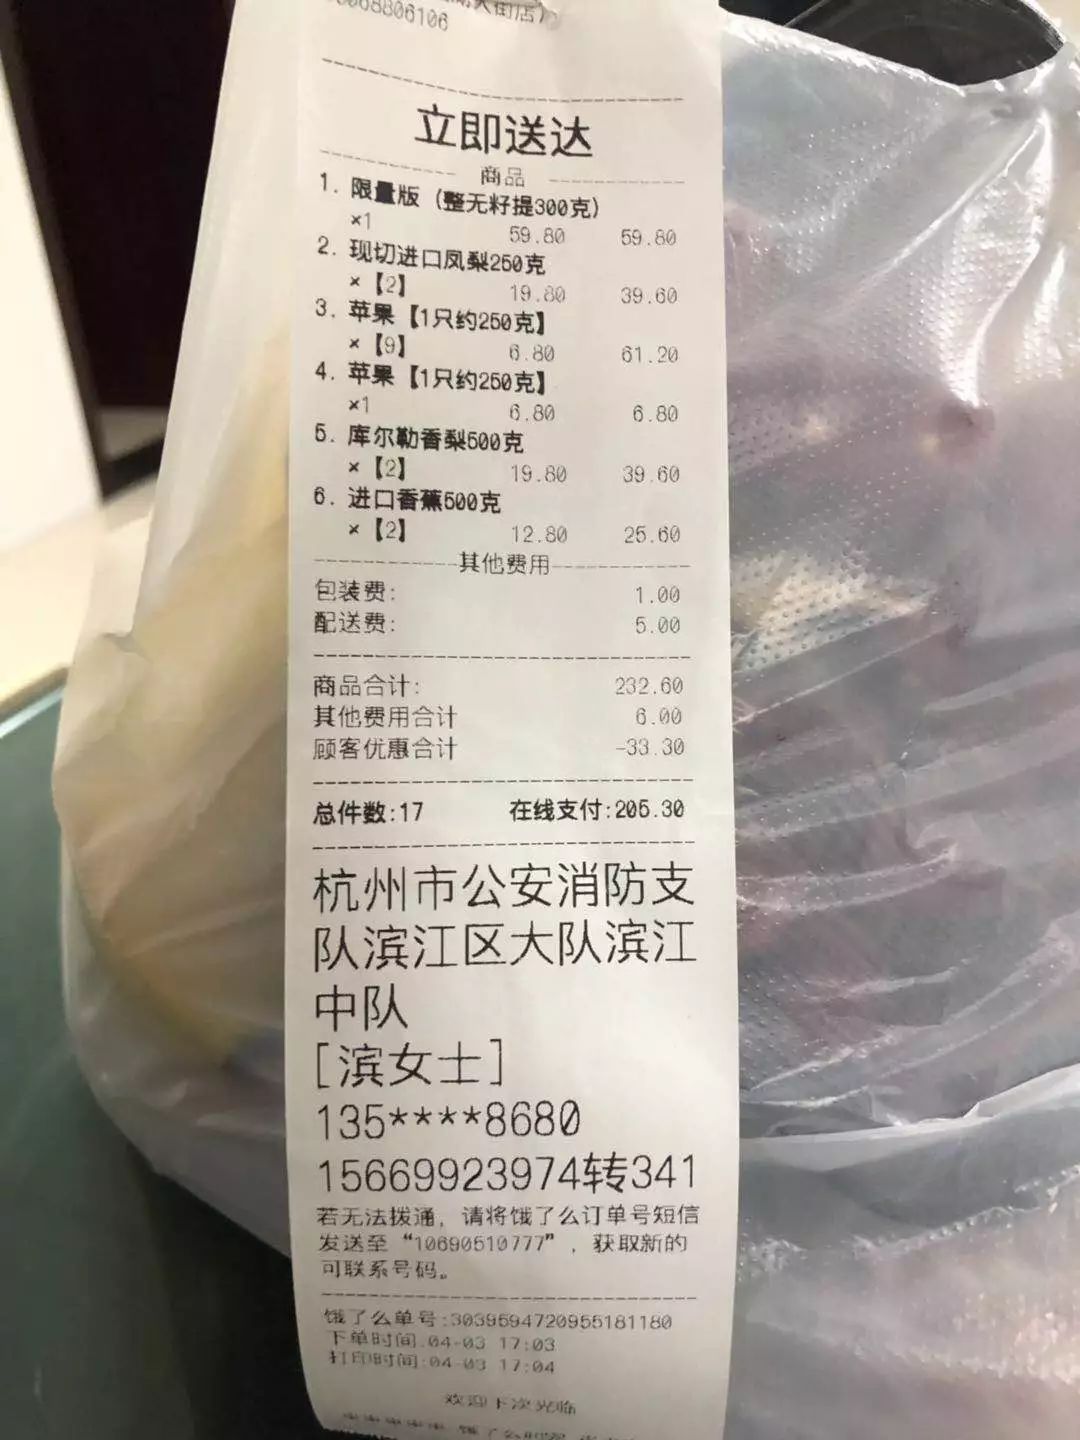 大街店)
068806106
立即送达
商品
1. 限量版 (整无籽提300克)
×1 59.80 59.80
2. 现切进口凤梨250克
×【2】 19.80 39.60
3. 苹果【1只约250克】
×【9】 6.80 61.20
4. 苹果【1只约250克】
×1 6.80 6.80
5. 库尔勒香梨500克
×【2】 19.80 39.60
6. 进口香蕉500克
×【2】 12.80 25.60
其他费用
包装费: 1.00
配送费: 5.00
商品合计: 232.60
其他费用合计 6.00
顾客优惠合计 -33.30
总件数:17 在线支付:205.30
杭州市公安消防支
队滨江区大队滨江
中队
[滨女士]
135****8680
15669923974转341
若无法拨通, 请将饿了么订单号短信
发送至“10690510777”, 获取新的
可联系号码。
饿了么单号:3039594720955181180
下单时间:04-03 17:03
打印时间:04-03 17:04
欢迎下次光临